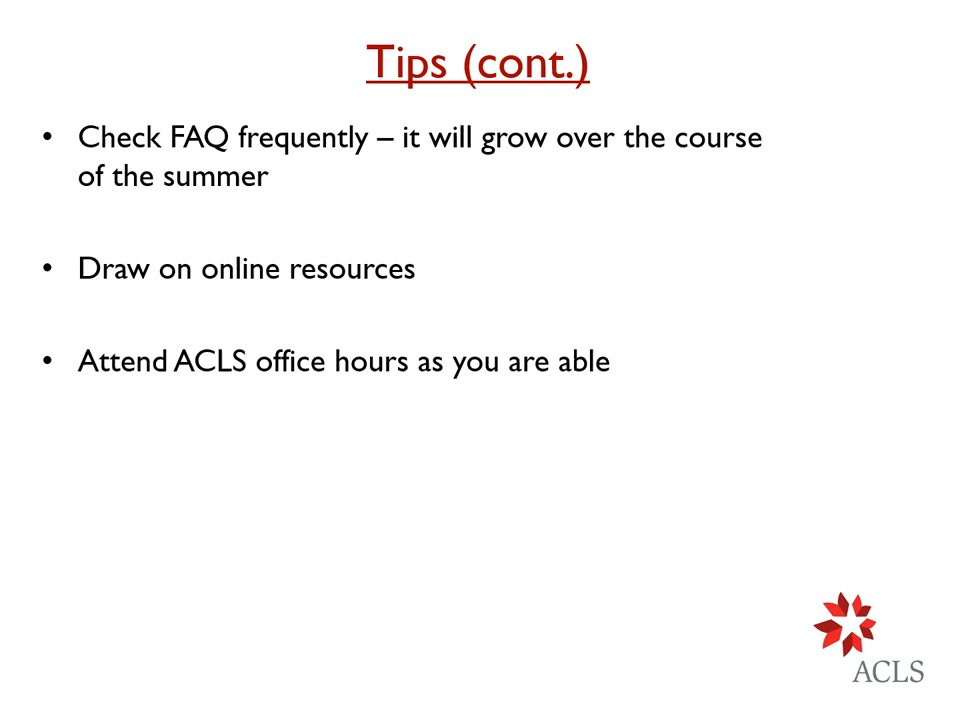 Tips (cont.)
• Check FAQ frequently – it will grow over the course
of the summer
• Draw on online resources
• Attend ACLS office hours as you are able
ACLS